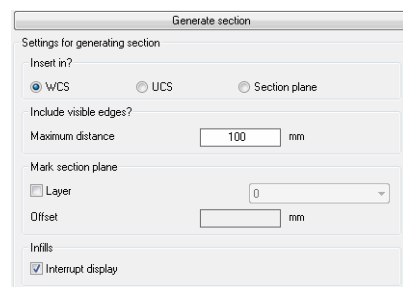 Generate section
Settings for generating section
Insert in?
WCS UCS Section plane
Include visible edges?
Maximum distance 100 mm
Mark section plane
Layer 0
Offset mm
Infills
Interrupt display